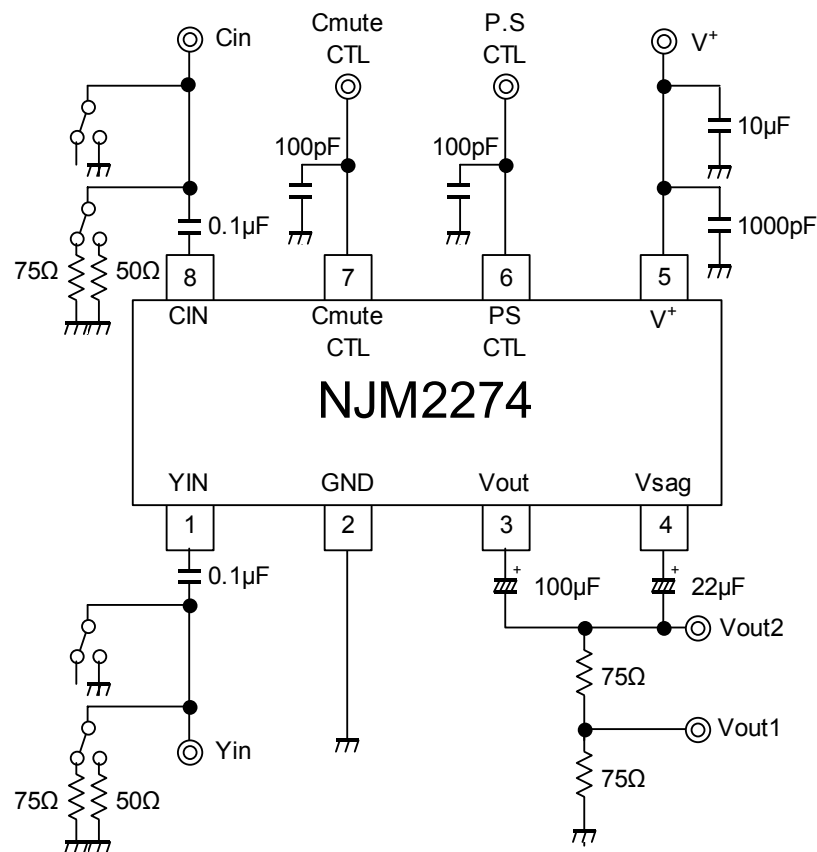 Cin
Cmute
CTL
P.S
CTL
V+
100pF
100pF
10µF
0.1µF
1000pF
75Ω
50Ω
8
7
6
5
CIN
Cmute
CTL
PS
CTL
V+
NJM2274
YIN
GND
Vout
Vsag
1
2
3
4
0.1µF
+
100µF
+
22µF
Vout2
75Ω
Vout1
Yin
75Ω
50Ω
75Ω